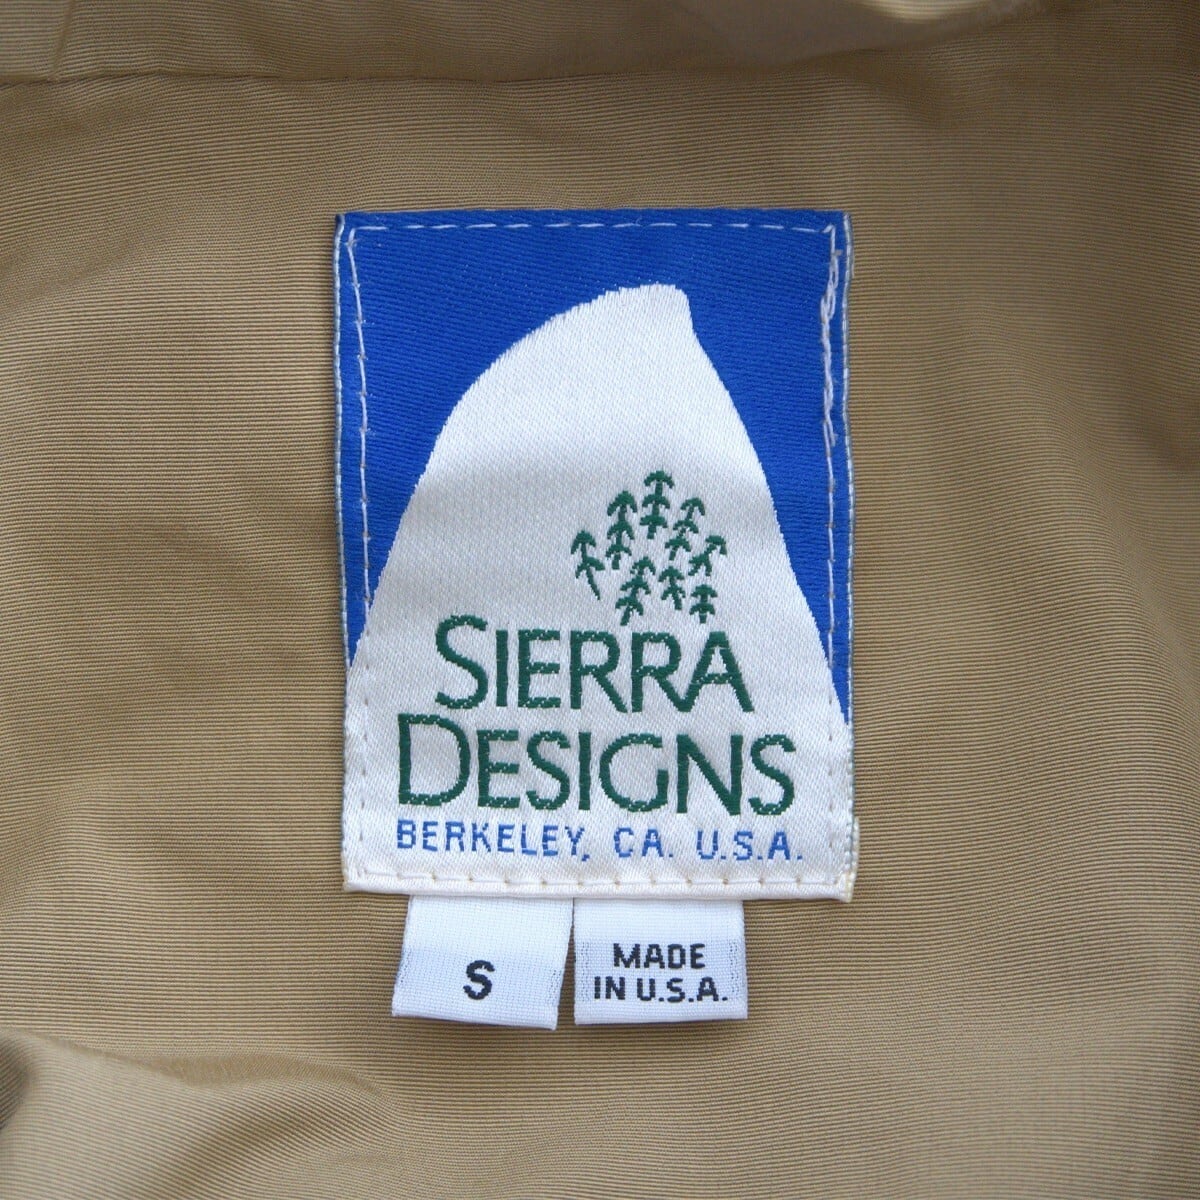 SIERRA
DESIGNS
BERKELEY, CA. U.S.A.
S
MADE
IN U.S.A.